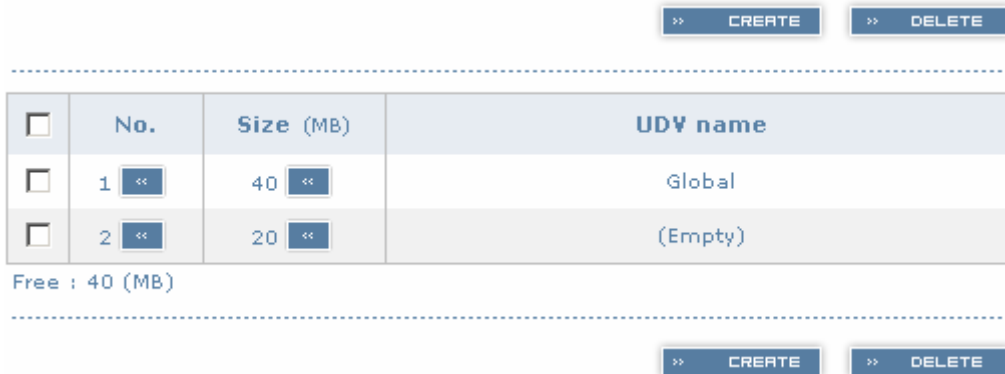 » CREATE » DELETE
No. Size (MB) UDV name
1 « 40 « Global
2 « 20 « (Empty)
Free : 40 (MB)
» CREATE » DELETE